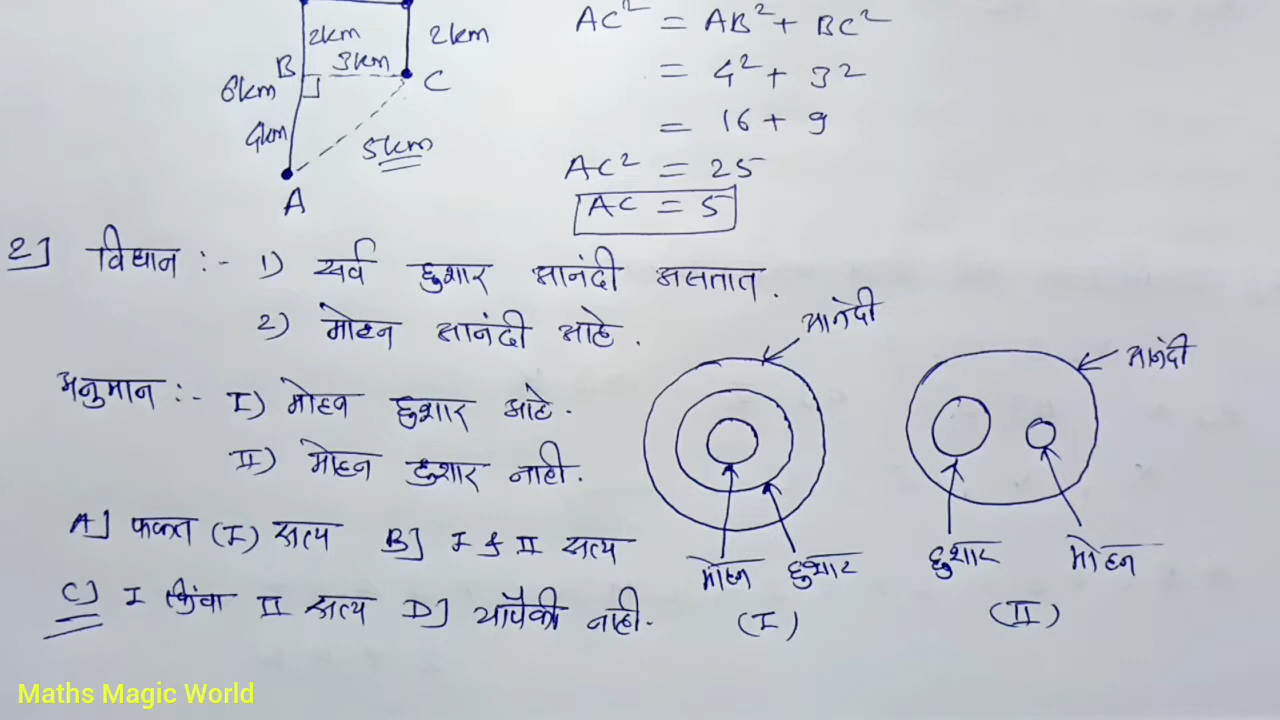 2km
2km
AC² = AB² + BC²
B
3km
C
= 4² + 3²
6km
4km
= 16 + 9
5km
AC² = 25
A
AC = 5
2] विधान :- 1) सर्व हुशार आनंदी असतात.
2) मोहन आनंदी आहे.
आनंदी
आनंदी
अनुमान :- I) मोहन हुशार आहे.
II) मोहन हुशार नाही.
A] फक्त (I) सत्य B] I & II सत्य
मोहन हुशार
हुशार मोहन
C] I किंवा II सत्य D] यापैकी नाही.
(I)
(II)
Maths Magic World